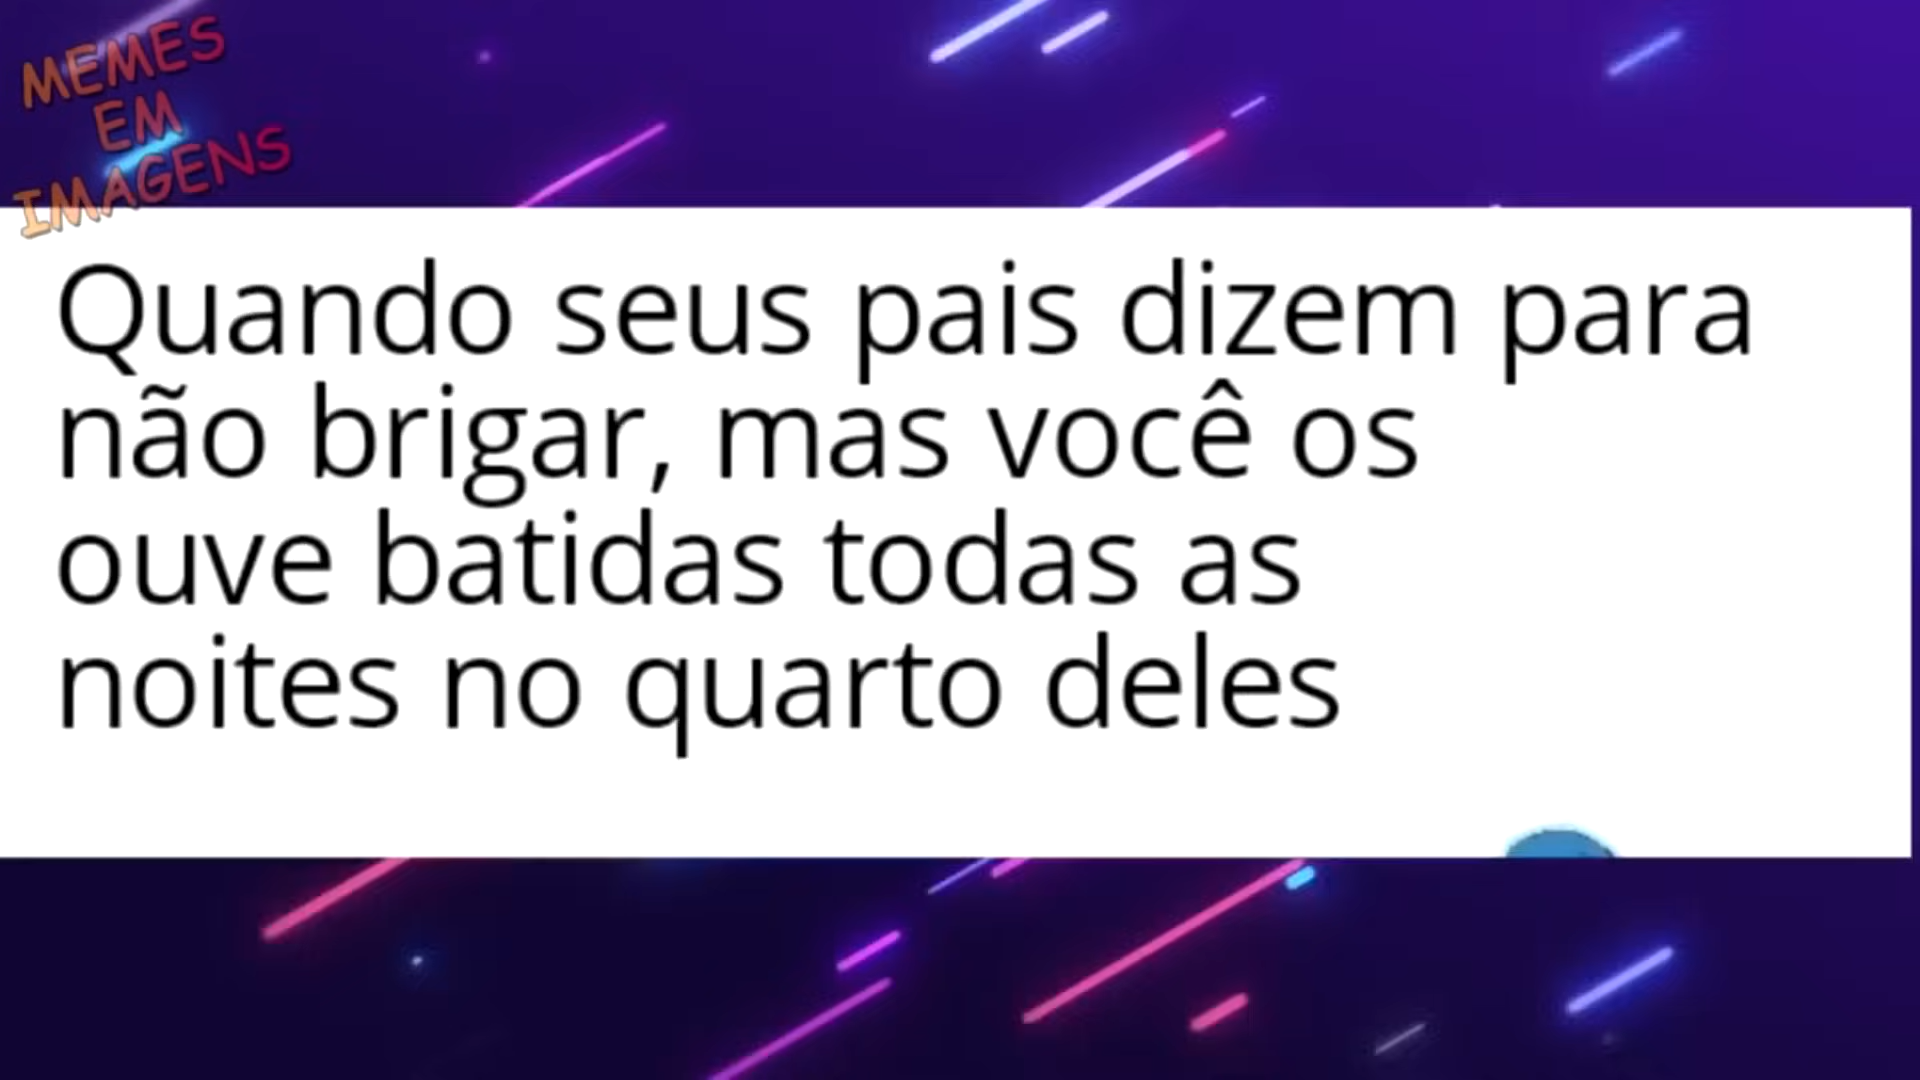 MEMES
EM
IMAGENS
Quando seus pais dizem para
não brigar, mas você os
ouve batidas todas as
noites no quarto deles